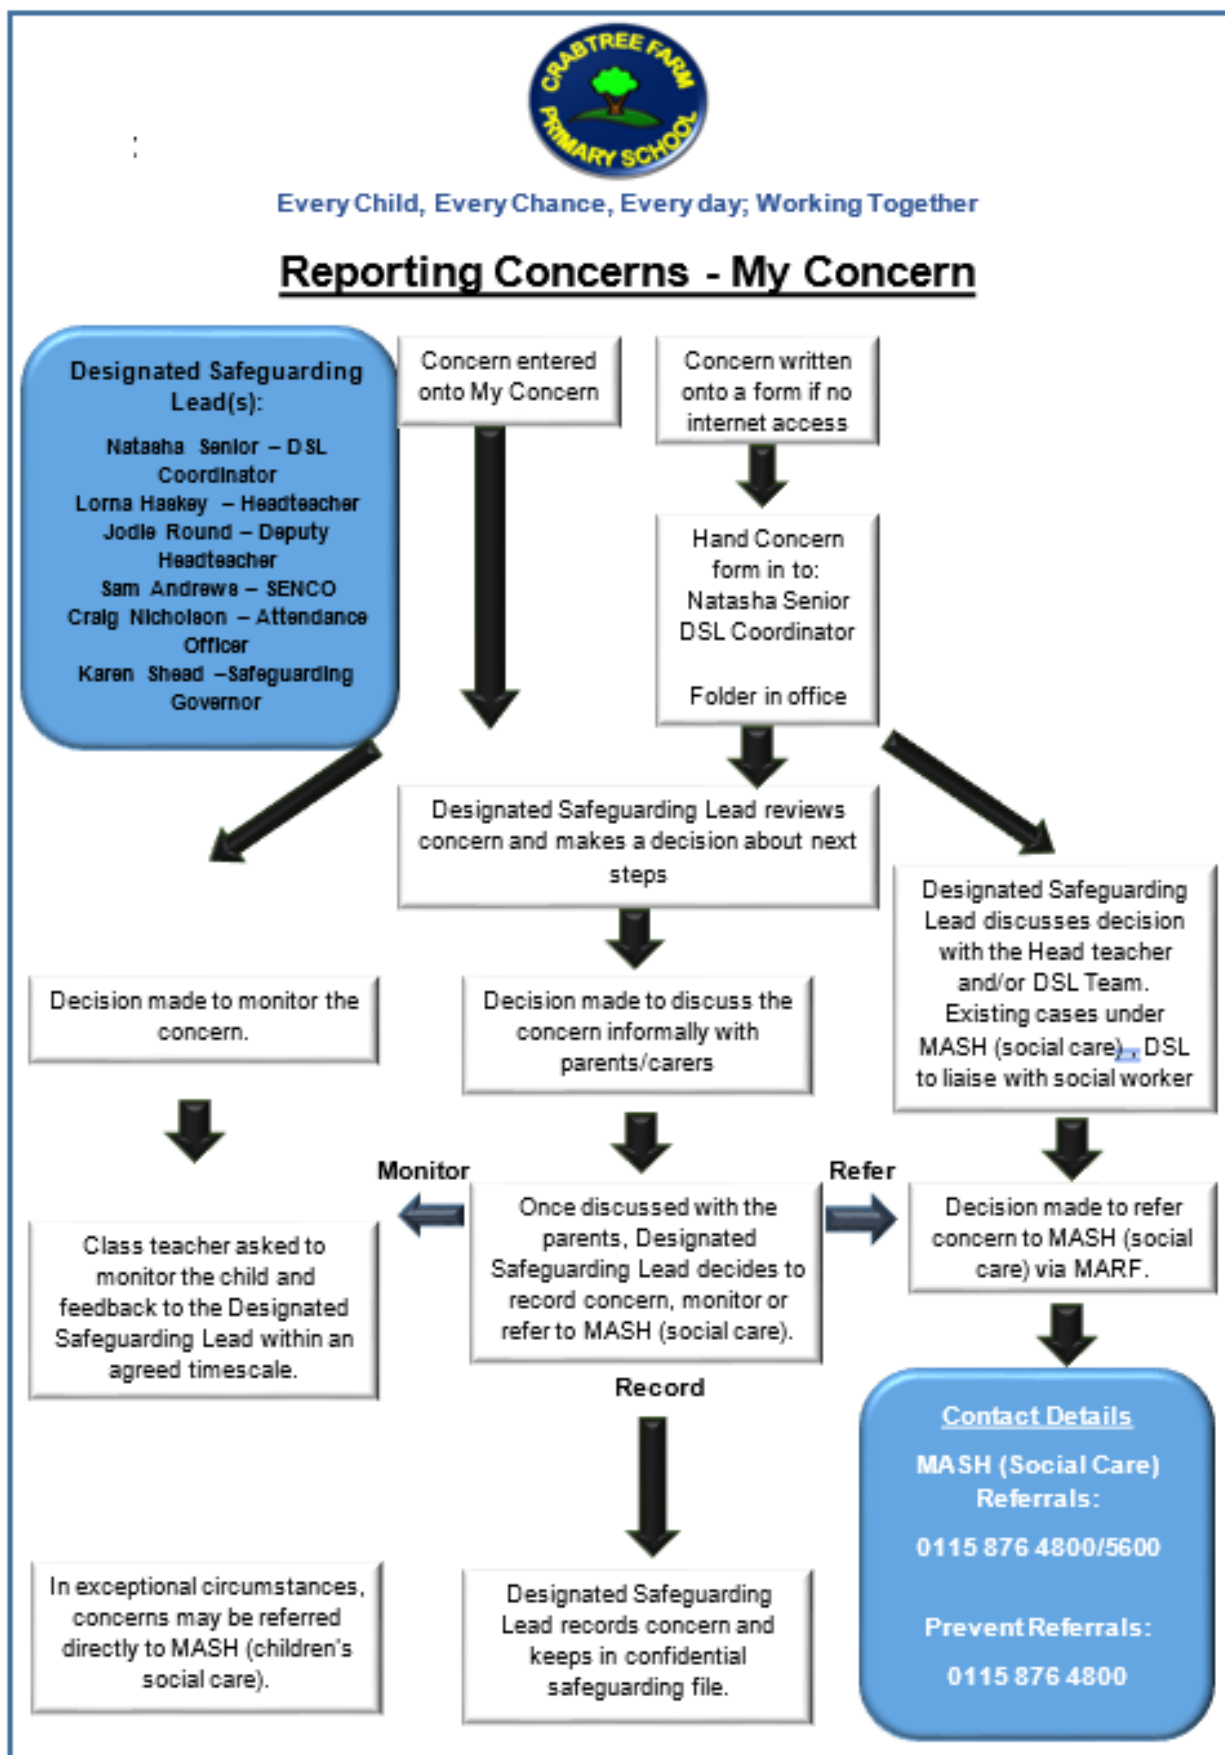 :
CRABTREE FARM
PRIMARY SCHOOL
Every Child, Every Chance, Every day; Working Together
Reporting Concerns - My Concern
Designated Safeguarding
Lead(s):
Natasha Senior – DSL
Coordinator
Lorna Haskey – Headteacher
Jodie Round – Deputy
Headteacher
Sam Andrews – SENCO
Craig Nicholson – Attendance
Officer
Karen Shead –Safeguarding
Governor
Concern entered
onto My Concern
Concern written
onto a form if no
internet access
Hand Concern
form in to:
Natasha Senior
DSL Coordinator
Folder in office
Designated Safeguarding Lead reviews
concern and makes a decision about next
steps
Decision made to monitor the
concern.
Decision made to discuss the
concern informally with
parents/carers
Designated Safeguarding
Lead discusses decision
with the Head teacher
and/or DSL Team.
Existing cases under
MASH (social care) , DSL
to liaise with social worker
Monitor
Refer
Class teacher asked to
monitor the child and
feedback to the Designated
Safeguarding Lead within an
agreed timescale.
Once discussed with the
parents, Designated
Safeguarding Lead decides to
record concern, monitor or
refer to MASH (social care).
Decision made to refer
concern to MASH (social
care) via MARF.
Record
In exceptional circumstances,
concerns may be referred
directly to MASH (children's
social care).
Designated Safeguarding
Lead records concern and
keeps in confidential
safeguarding file.
Contact Details
MASH (Social Care)
Referrals:
0115 876 4800/5600
Prevent Referrals:
0115 876 4800